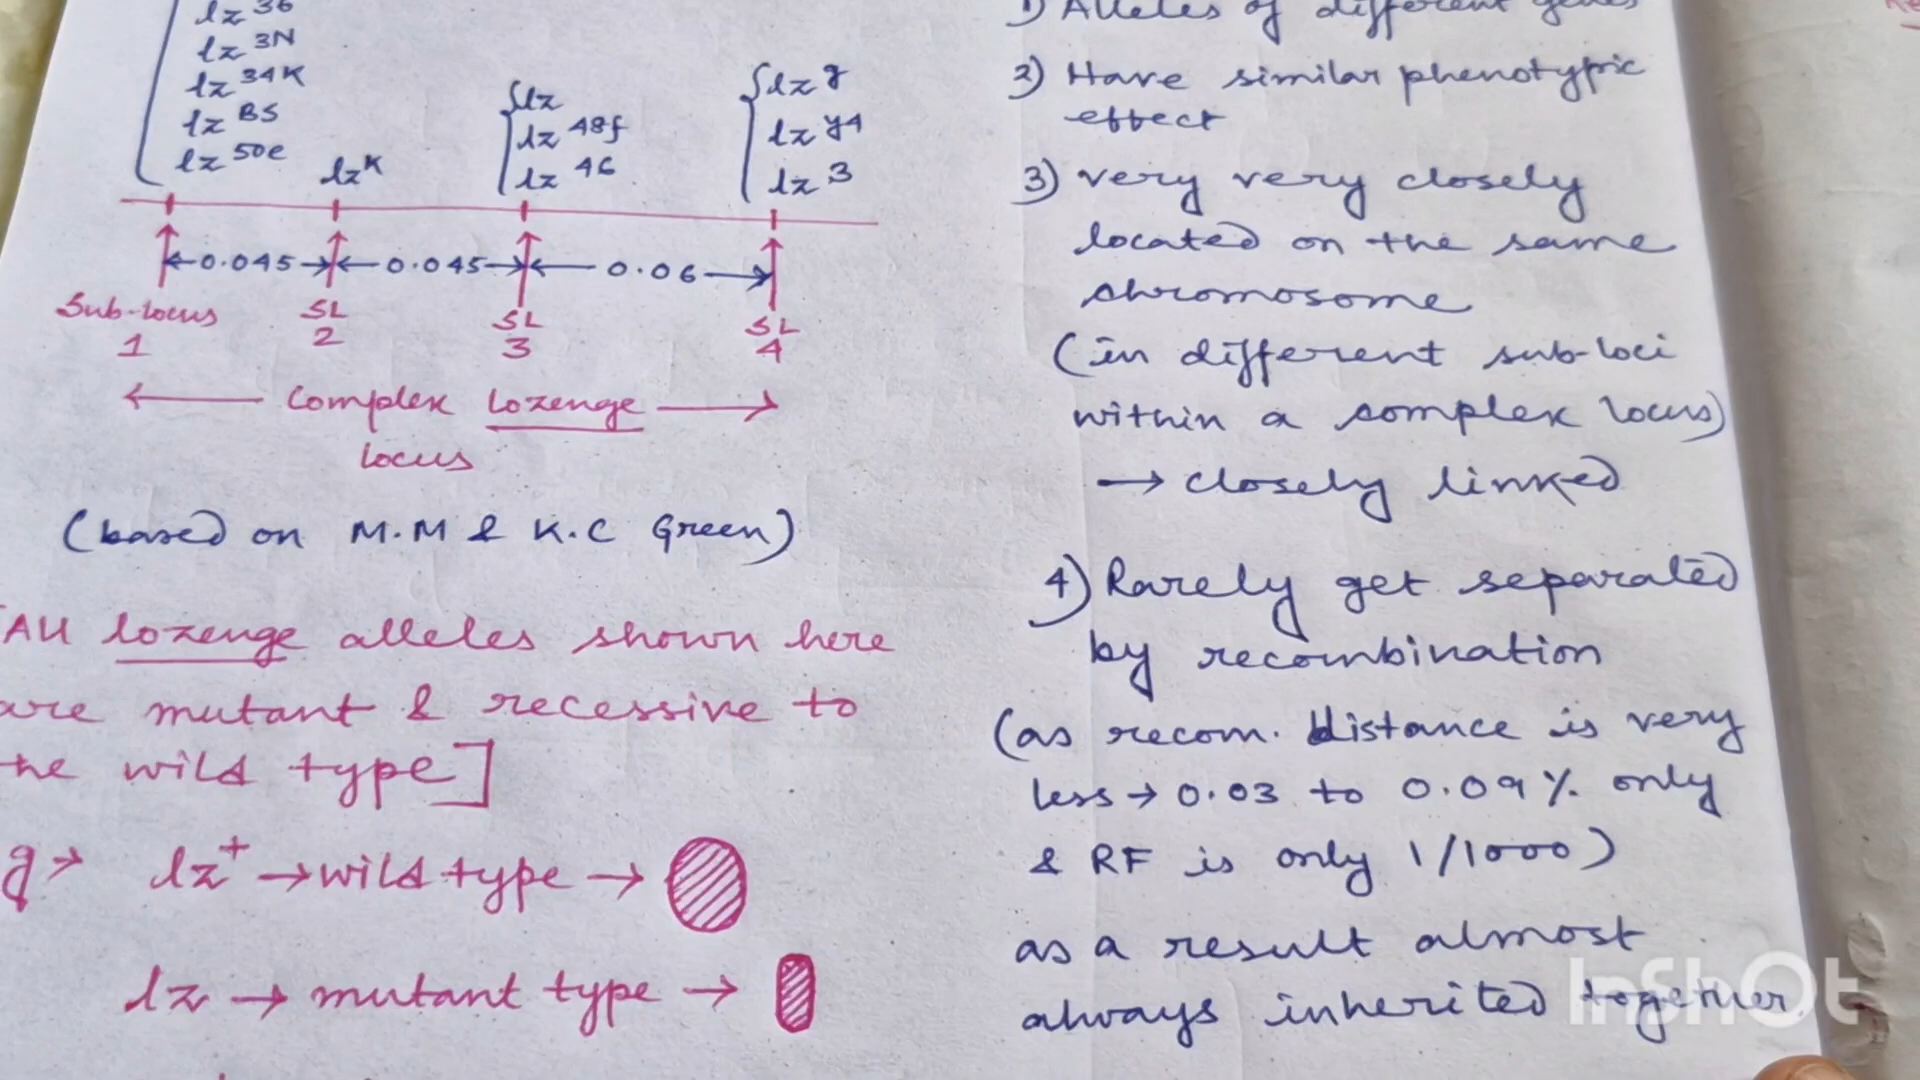 lz 36
lz 3N
lz 34K
lz BS
lz 50e
lz K
lz
lz 48f
lz 46
lz g
lz y4
lz 3
←0.045→←0.045→←0.06→
Sub-locus 1
SL 2
SL 3
SL 4
← Complex Lozenge →
locus
(based on M.M & K.C Green)
[All lozenge alleles shown here
are mutant & recessive to
the wild type]
g> lz+ → wild type →
lz → mutant type →
1) Alleles of different genes
2) Have similar phenotypic
effect
3) very very closely
located on the same
chromosome
(in different sub-loci
within a complex locus)
→ closely linked
4) Rarely get separated
by recombination
(as recom. distance is very
less → 0.03 to 0.09% only
& RF is only 1/1000)
as a result almost
always inherited together.
InShOt